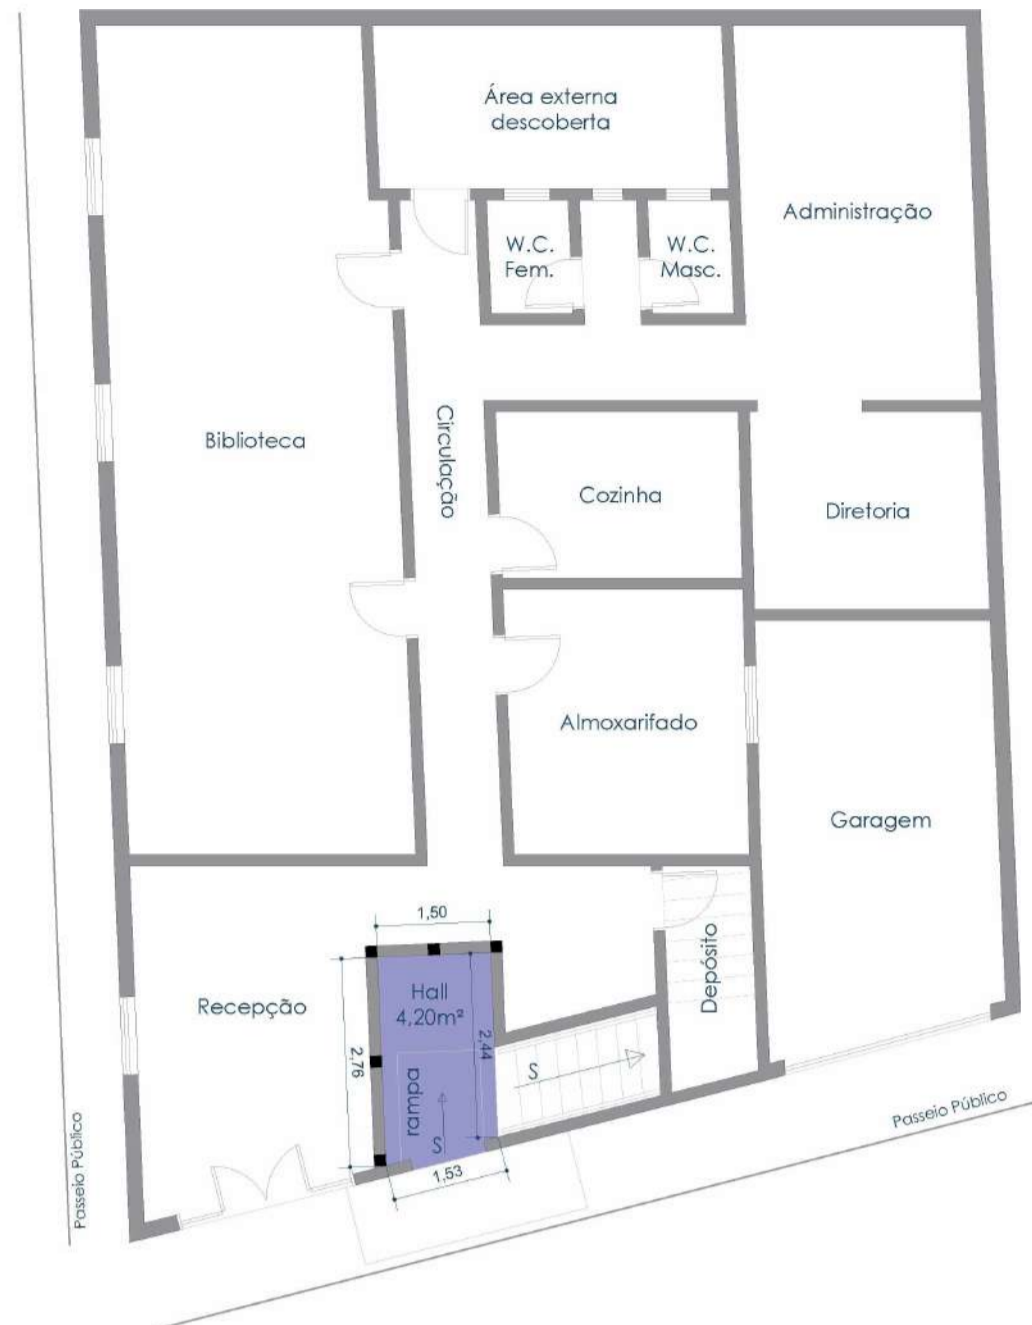 Área externa
descoberta
Administração
W.C.
Fem.
W.C.
Masc.
Circulação
Biblioteca
Cozinha
Diretoria
Almoxarifado
Garagem
1,50
Depósito
Recepção
Hall
4,20m²
2,76
2,44
rampa
S
S
1,53
Passeio Público
Passeio Público